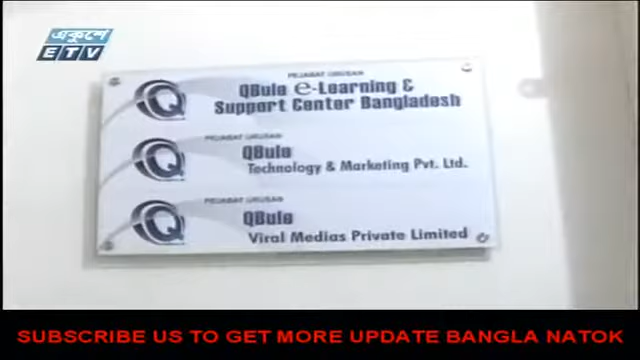 একুশে
ETV
PEJABAT URUSAN
QBule e-Learning &
Support Center Bangladesh
PEJABAT URUSAN
QBule
Technology & Marketing Pvt. Ltd.
PEJABAT URUSAN
QBule
Viral Medias Private Limited
SUBSCRIBE US TO GET MORE UPDATE BANGLA NATOK